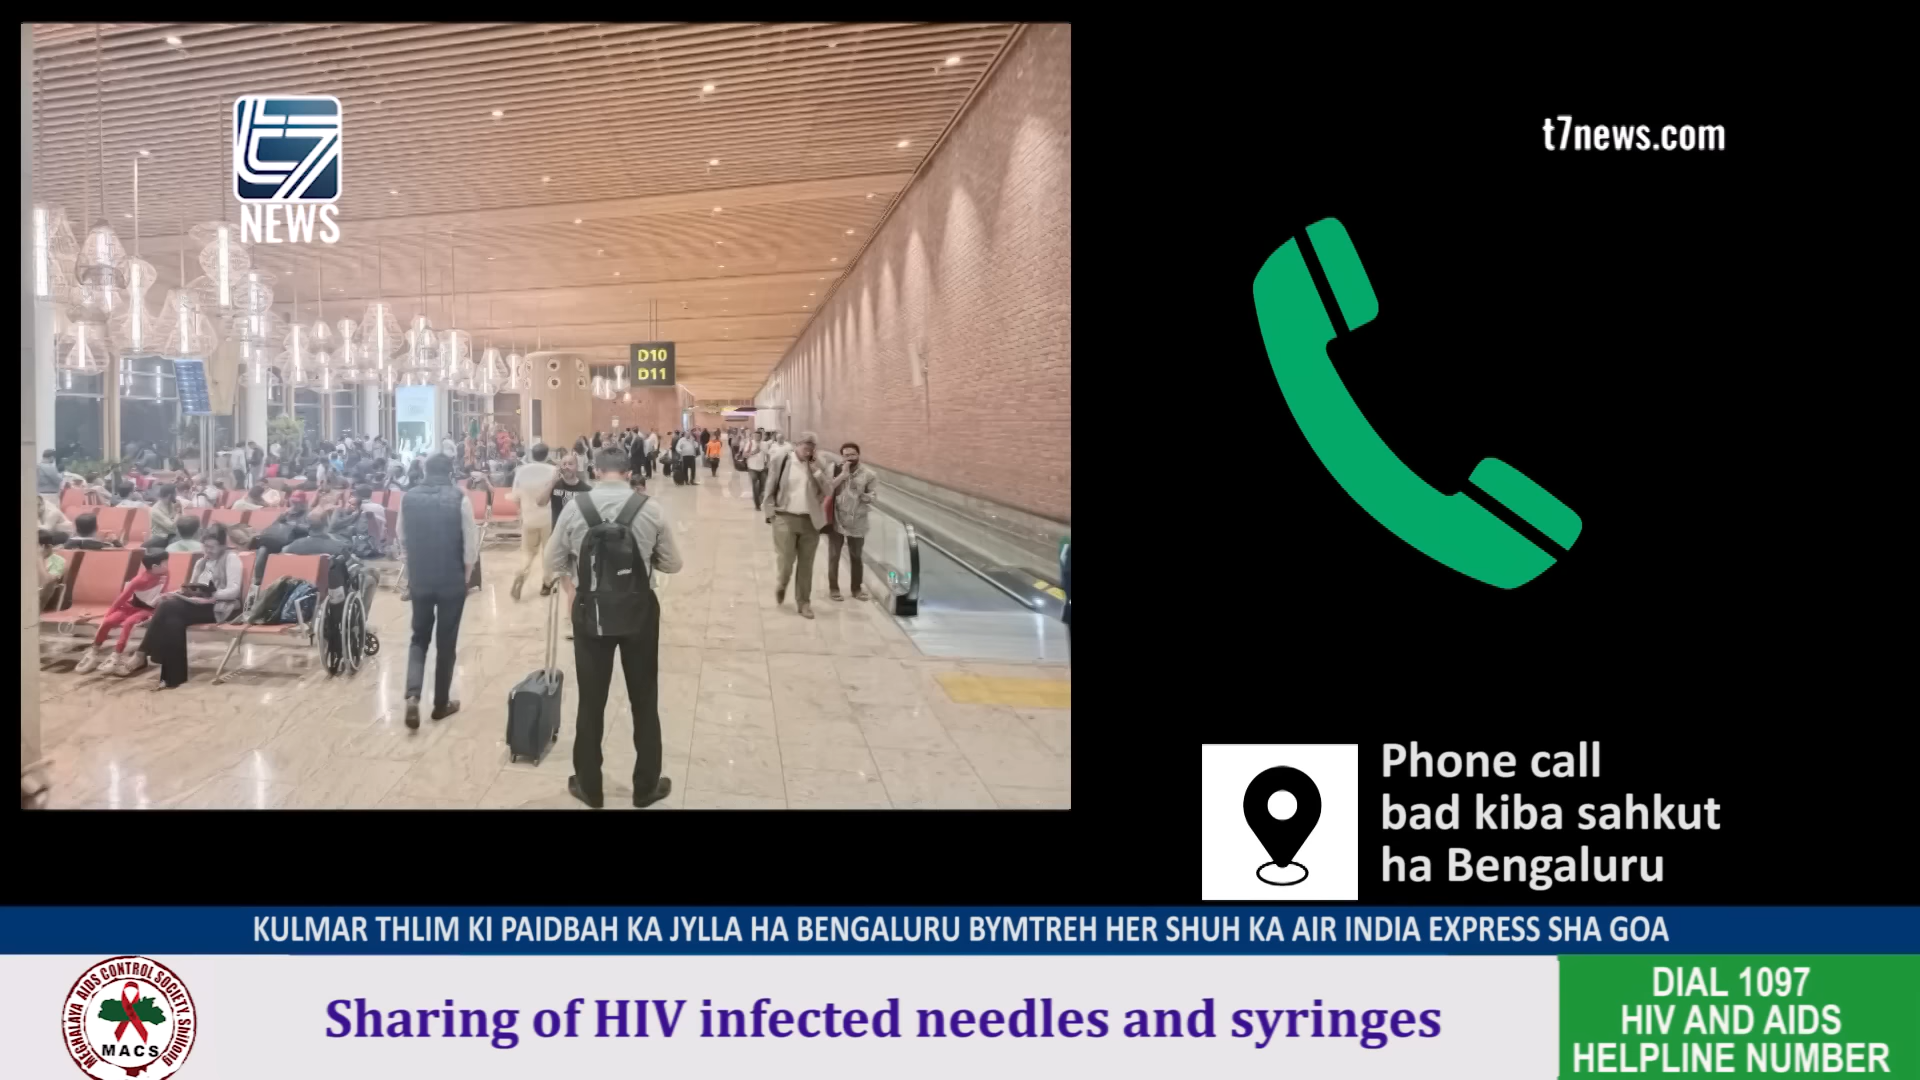 t7
NEWS
t7news.com
D10
D11
Phone call
bad kiba sahkut
ha Bengaluru
KULMAR THLIM KI PAIDBAH KA JYLLA HA BENGALURU BYMTREH HER SHUH KA AIR INDIA EXPRESS SHA GOA
MEGHALAYA AIDS CONTROL SOCIETY, Shillong
MACS
Sharing of HIV infected needles and syringes
DIAL 1097
HIV AND AIDS
HELPLINE NUMBER